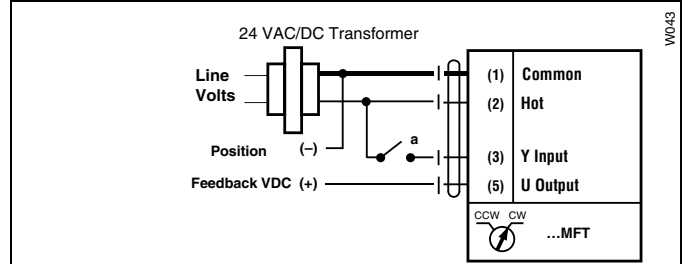 24 VAC/DC Transformer
W043
Line
Volts
(1) Common
(2) Hot
a
Position (–)
(3) Y Input
Feedback VDC (+)
(5) U Output
CCW CW
...MFT